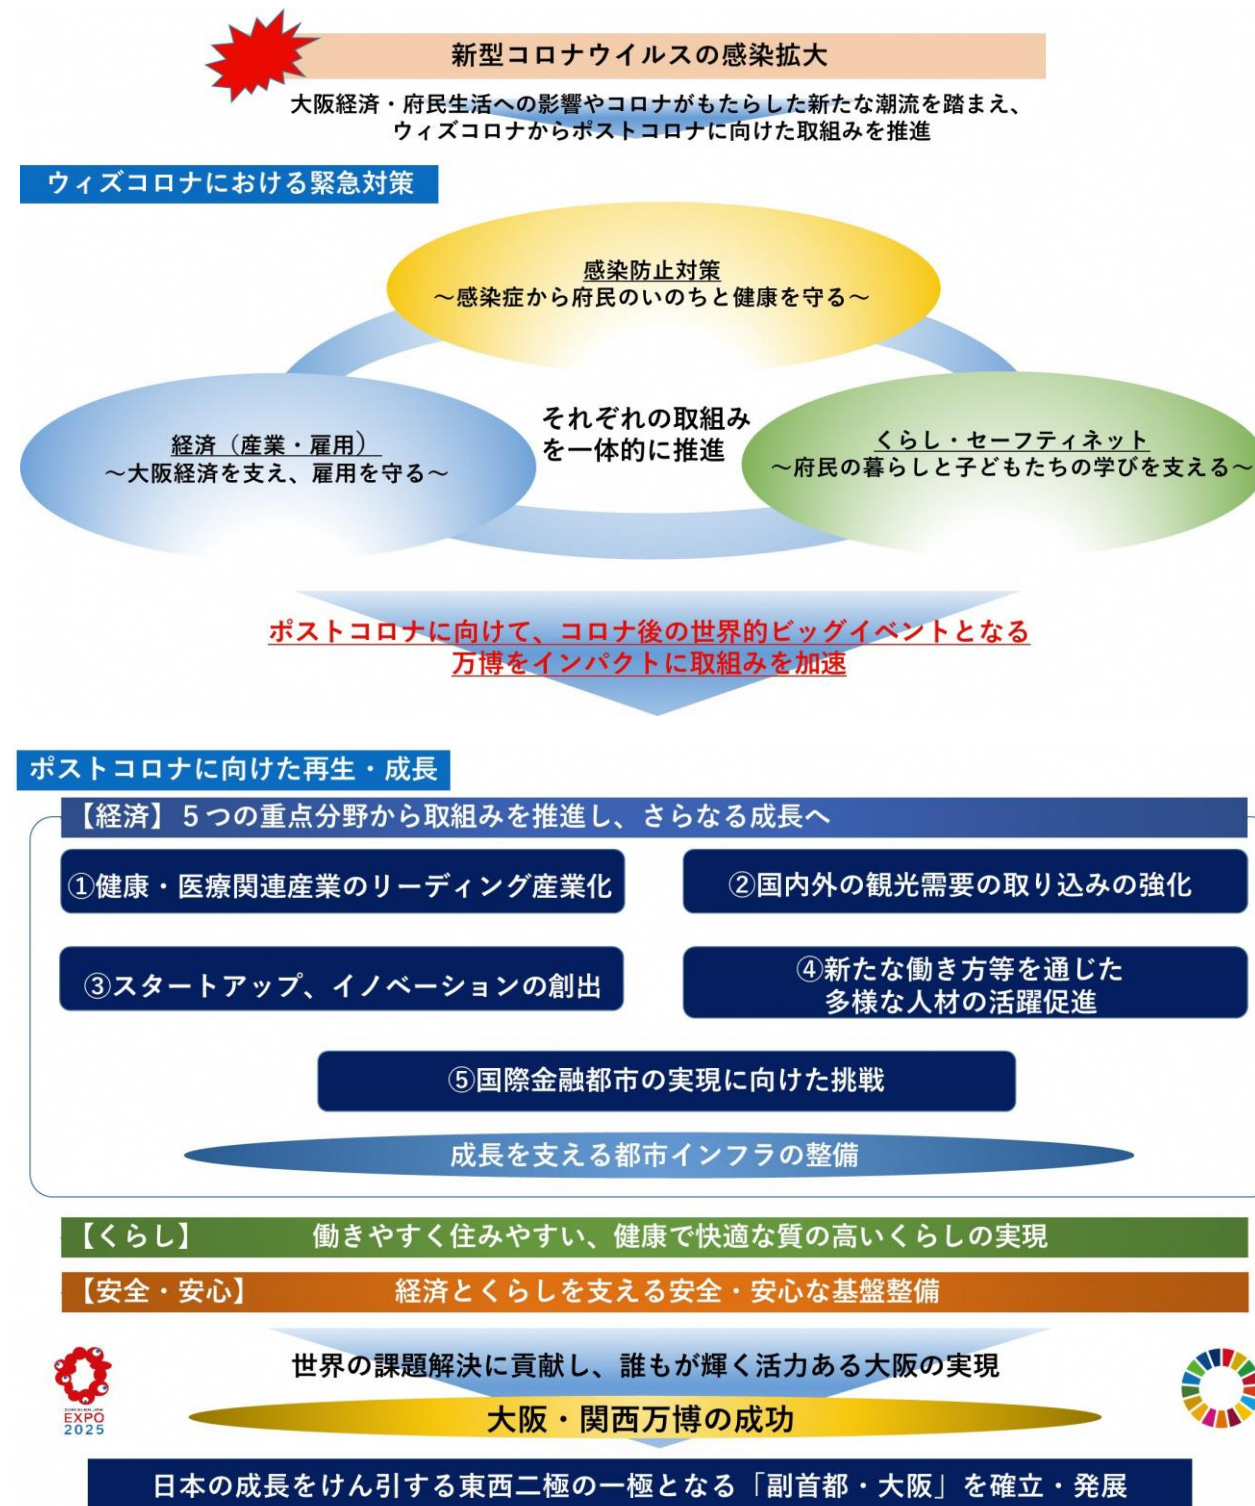 新型コロナウイルスの感染拡大
大阪経済・府民生活への影響やコロナがもたらした新たな潮流を踏まえ、
ウィズコロナからポストコロナに向けた取組みを推進
ウィズコロナにおける緊急対策
感染防止対策
～感染症から府民のいのちと健康を守る～
経済（産業・雇用）
～大阪経済を支え、雇用を守る～
それぞれの取組み
を一体的に推進
くらし・セーフティネット
～府民の暮らしと子どもたちの学びを支える～
ポストコロナに向けて、コロナ後の世界的ビッグイベントとなる
万博をインパクトに取組みを加速
ポストコロナに向けた再生・成長
【経済】５つの重点分野から取組みを推進し、さらなる成長へ
①健康・医療関連産業のリーディング産業化
②国内外の観光需要の取り込みの強化
③スタートアップ、イノベーションの創出
④新たな働き方等を通じた
多様な人材の活躍促進
⑤国際金融都市の実現に向けた挑戦
成長を支える都市インフラの整備
【くらし】 働きやすく住みやすい、健康で快適な質の高いくらしの実現
【安全・安心】 経済とくらしを支える安全・安心な基盤整備
世界の課題解決に貢献し、誰もが輝く活力ある大阪の実現
EXPO
2025
大阪・関西万博の成功
日本の成長をけん引する東西二極の一極となる「副首都・大阪」を確立・発展